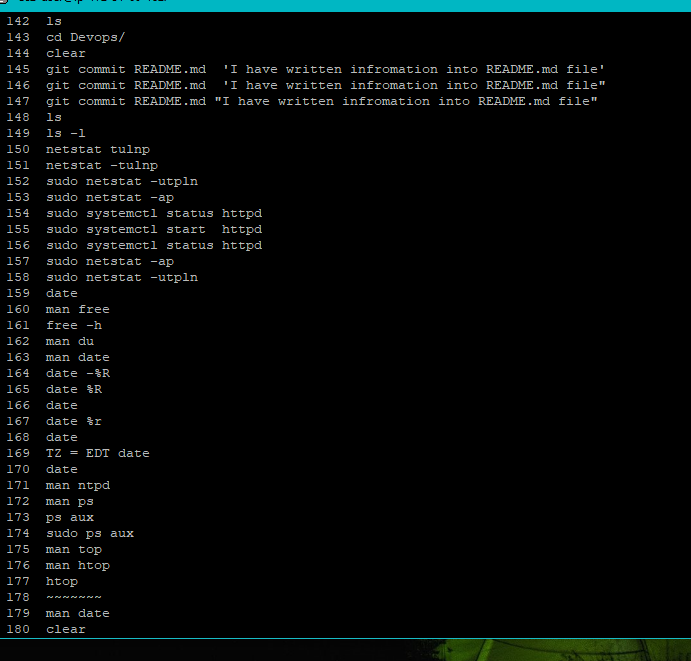 142 ls
143 cd Devops/
144 clear
145 git commit README.md  'I have written infromation into README.md file'
146 git commit README.md  'I have written infromation into README.md file"
147 git commit README.md "I have written infromation into README.md file"
148 ls
149 ls -l
150 netstat tulnp
151 netstat -tulnp
152 sudo netstat -utpln
153 sudo netstat -ap
154 sudo systemctl status httpd
155 sudo systemctl start  httpd
156 sudo systemctl status httpd
157 sudo netstat -ap
158 sudo netstat -utpln
159 date
160 man free
161 free -h
162 man du
163 man date
164 date -%R
165 date %R
166 date
167 date %r
168 date
169 TZ = EDT date
170 date
171 man ntpd
172 man ps
173 ps aux
174 sudo ps aux
175 man top
176 man htop
177 htop
178 ~~~~~~~
179 man date
180 clear